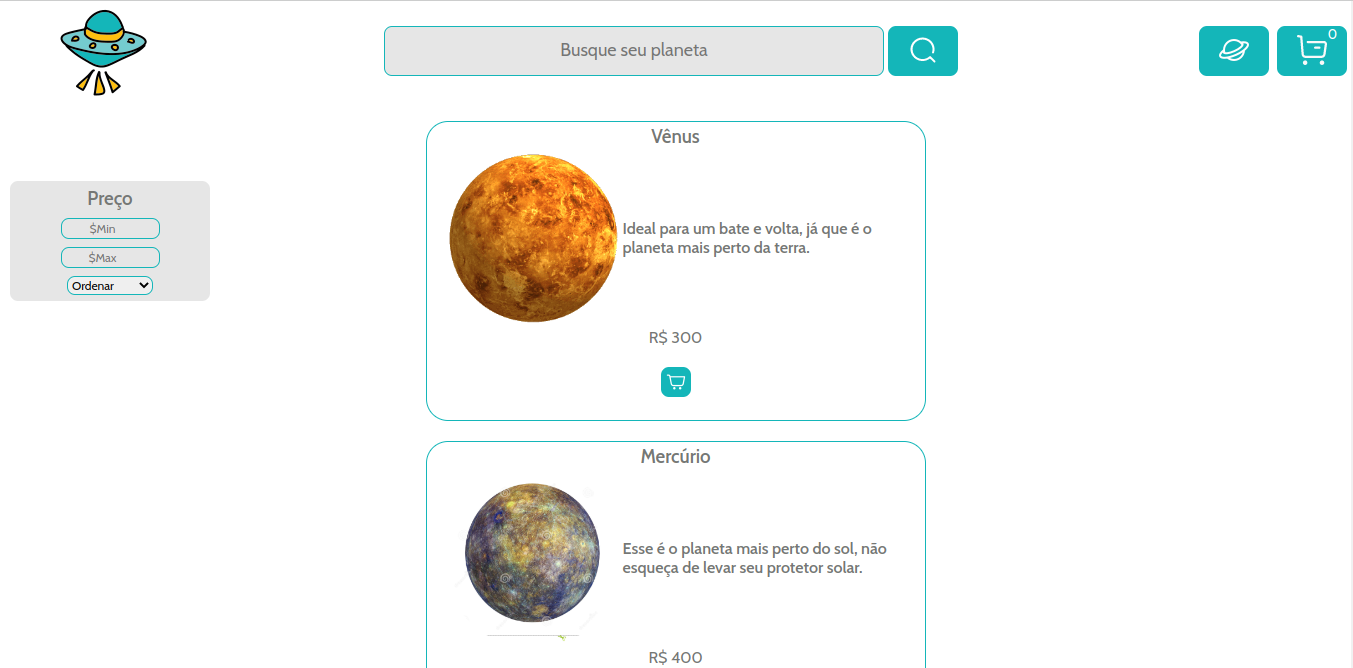 Busque seu planeta
0
Vênus
Preço
$Min
$Max
Ordenar
Ideal para um bate e volta, já que é o
planeta mais perto da terra.
R$ 300
Mercúrio
Esse é o planeta mais perto do sol, não
esqueça de levar seu protetor solar.
R$ 400